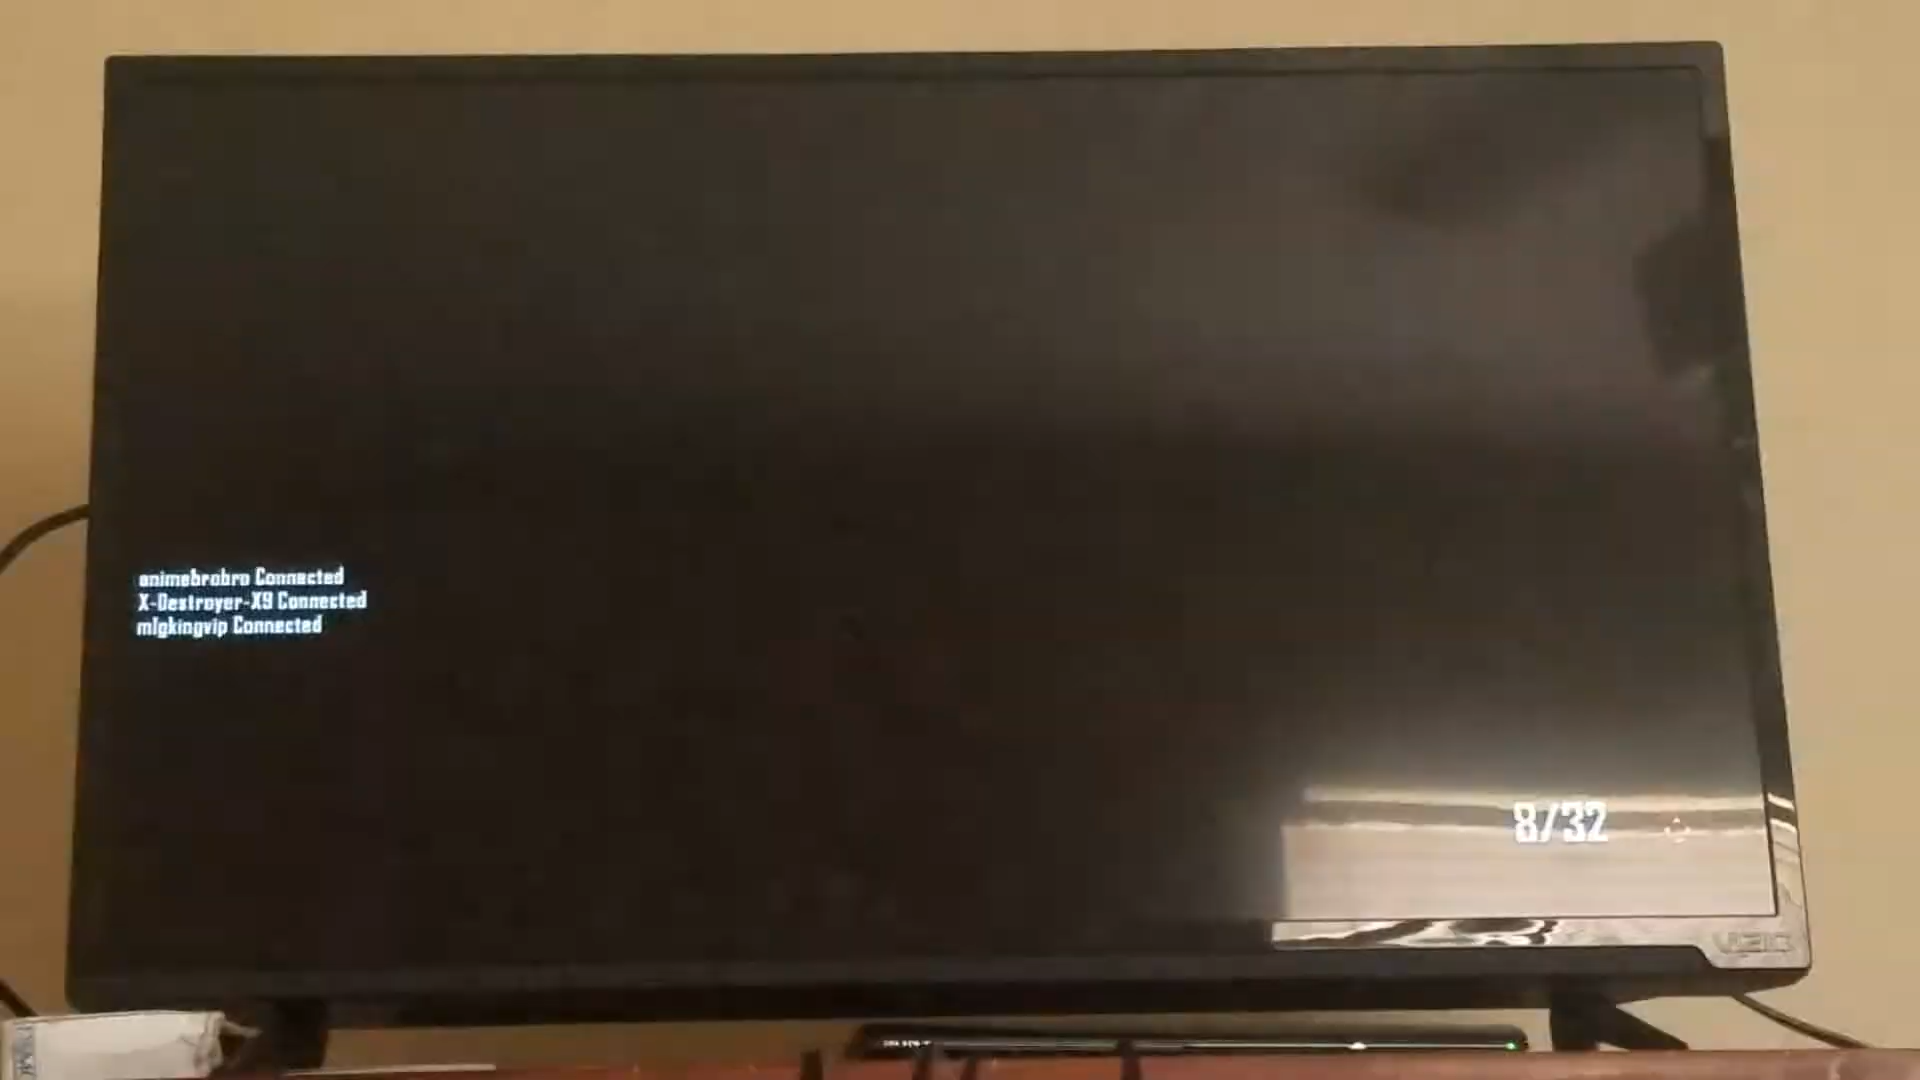 animebrobro Connected
X-Destroyer-X9 Connected
mlgkingvip Connected
8/32
VIZIO